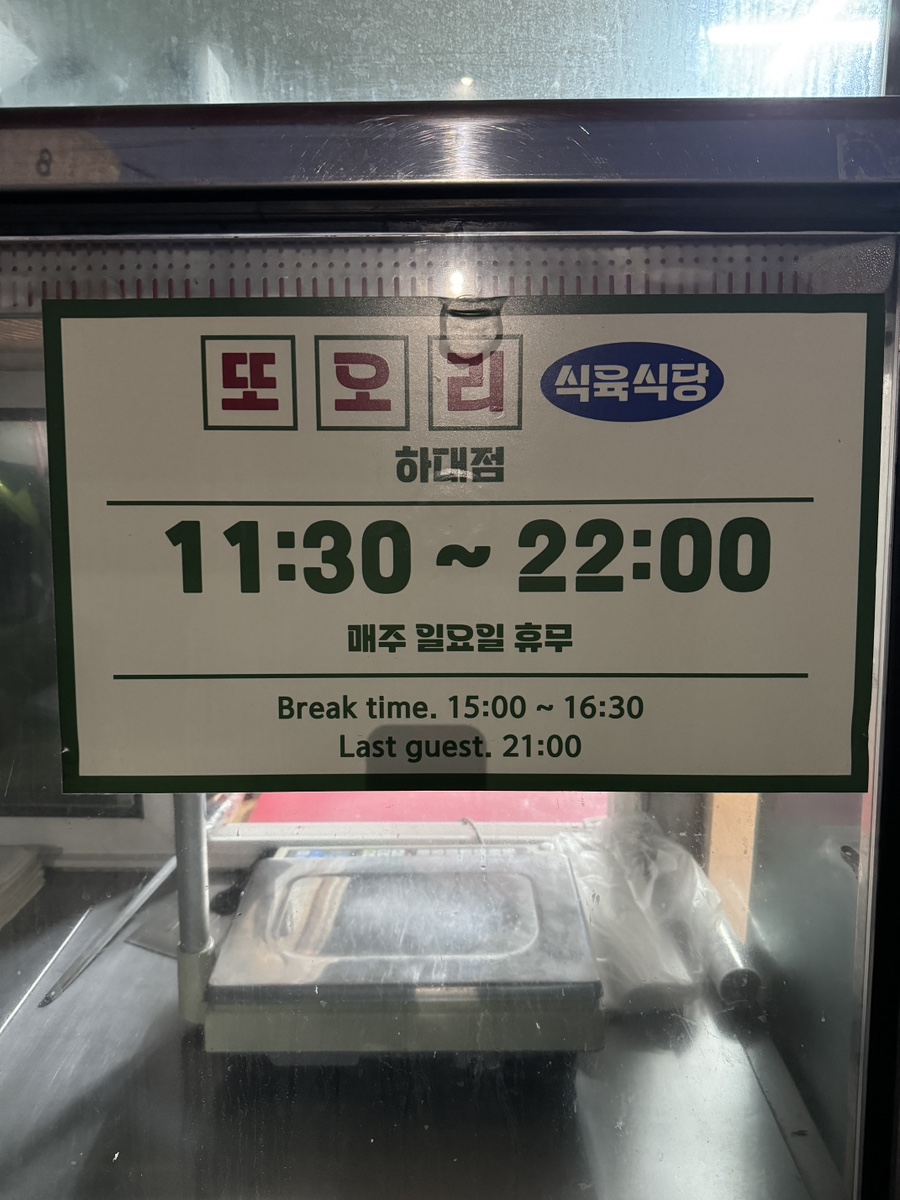 8
또오리 식육식당
하대점
11:30 ~ 22:00
매주 일요일 휴무
Break time. 15:00 ~ 16:30
Last guest. 21:00